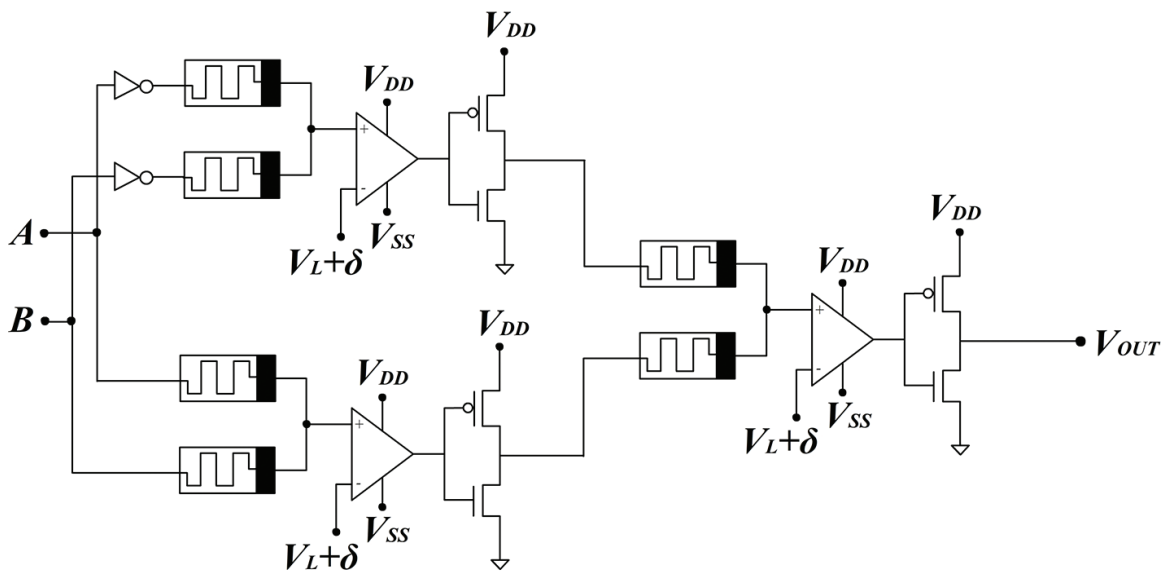 V_DD
V_DD
+
-
V_SS
V_L+δ
A
B
V_DD
V_DD
+
-
V_SS
V_L+δ
V_DD
V_DD
+
-
V_SS
V_L+δ
V_OUT